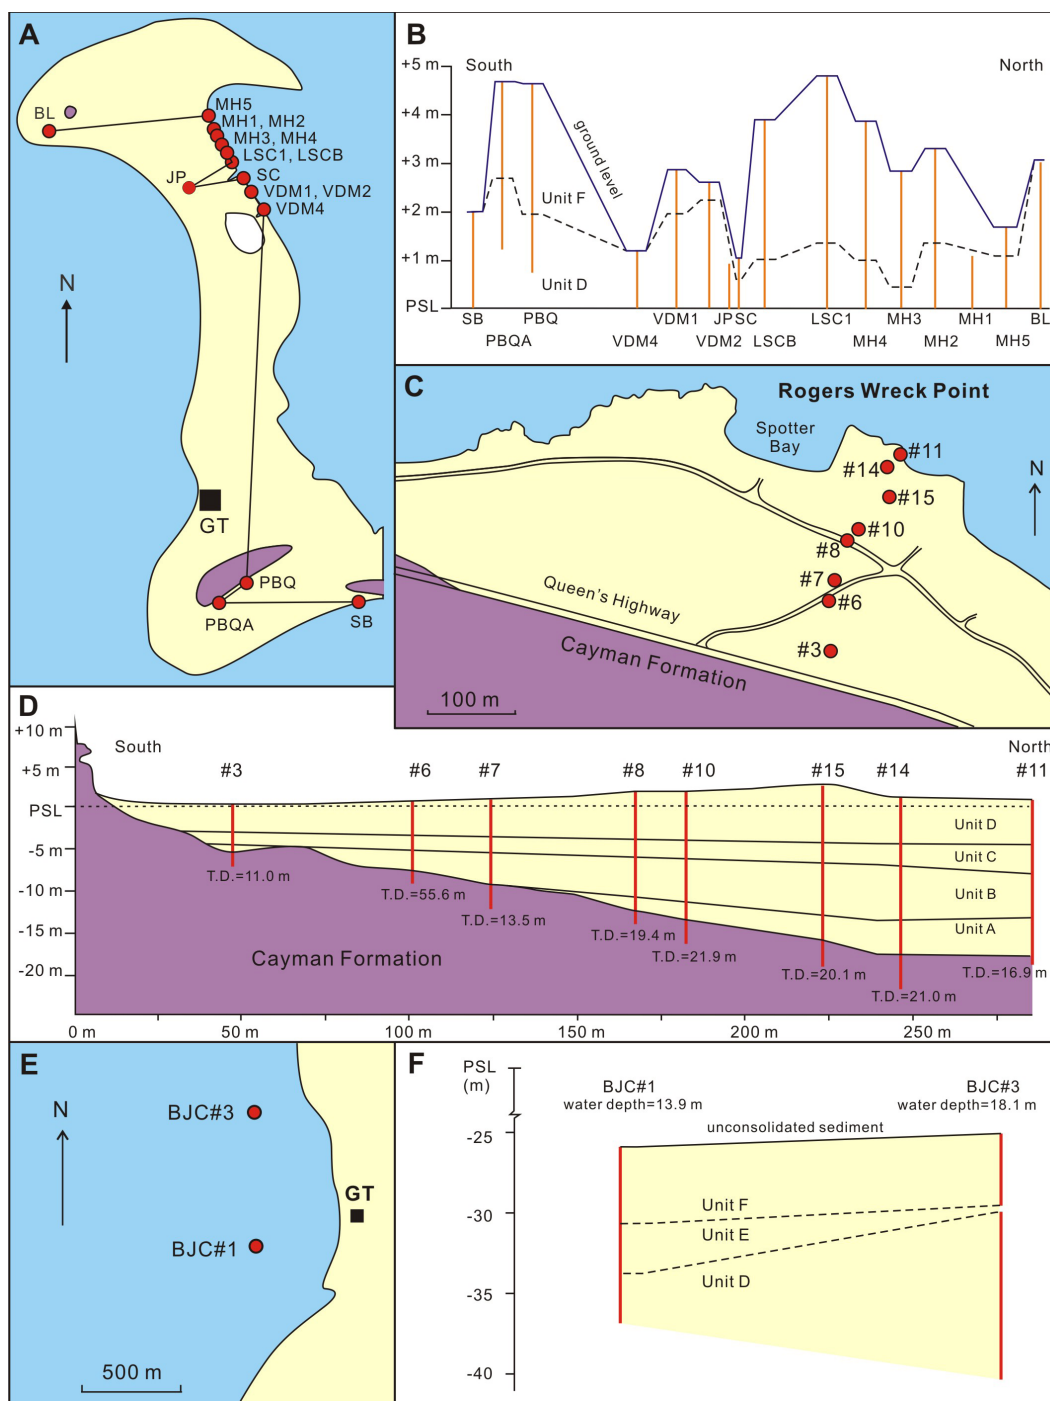 A
BL
MH5
MH1, MH2
MH3, MH4
LSC1, LSCB
JP
SC
VDM1, VDM2
VDM4
N
GT
PBQ
PBQA
SB
B
+5 m
South
North
+4 m
+3 m
+2 m
+1 m
PSL
ground level
Unit F
Unit D
SB
PBQ
VDM1
JP
SC
LSC1
MH3
MH1
BL
PBQA
VDM4
VDM2
LSCB
MH4
MH2
MH5
C
Rogers Wreck Point
Spotter
Bay
N
#11
#14
#15
#10
#8
#7
#6
#3
Queen's Highway
Cayman Formation
100 m
D
+10 m
South
North
+5 m
#3
#6
#7
#8
#10
#15
#14
#11
PSL
-5 m
-10 m
-15 m
-20 m
Unit D
Unit C
Unit B
Unit A
T.D.=11.0 m
T.D.=55.6 m
T.D.=13.5 m
T.D.=19.4 m
T.D.=21.9 m
T.D.=20.1 m
T.D.=21.0 m
T.D.=16.9 m
Cayman Formation
0 m
50 m
100 m
150 m
200 m
250 m
E
N
BJC#3
GT
BJC#1
500 m
F
PSL
(m)
BJC#1
water depth=13.9 m
BJC#3
water depth=18.1 m
unconsolidated sediment
-25
-30
-35
-40
Unit F
Unit E
Unit D